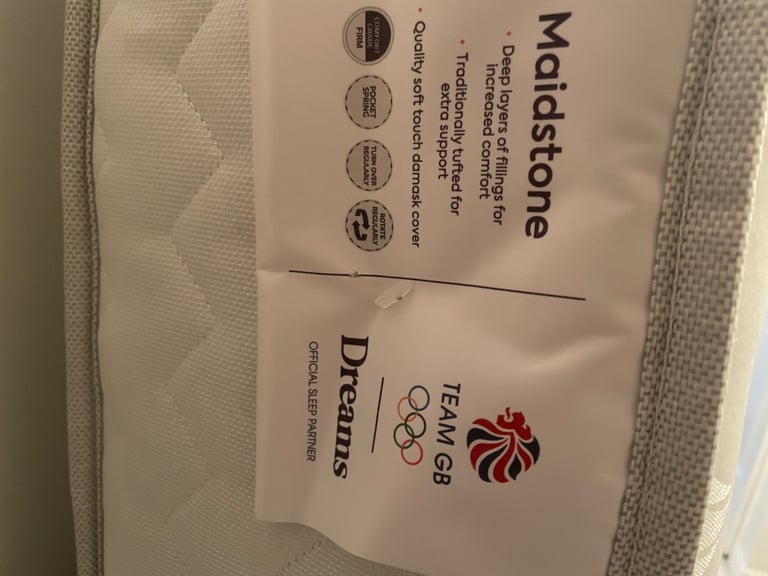 Maidstone
• Deep layers of fillings for
increased comfort
• Traditionally tufted for
extra support
• Quality soft touch damask cover
COMFORT
GRADE
FIRM
POCKET
SPRING
TURN OVER
REGULARLY
ROTATE
REGULARLY
TEAM GB
Dreams
OFFICIAL SLEEP PARTNER